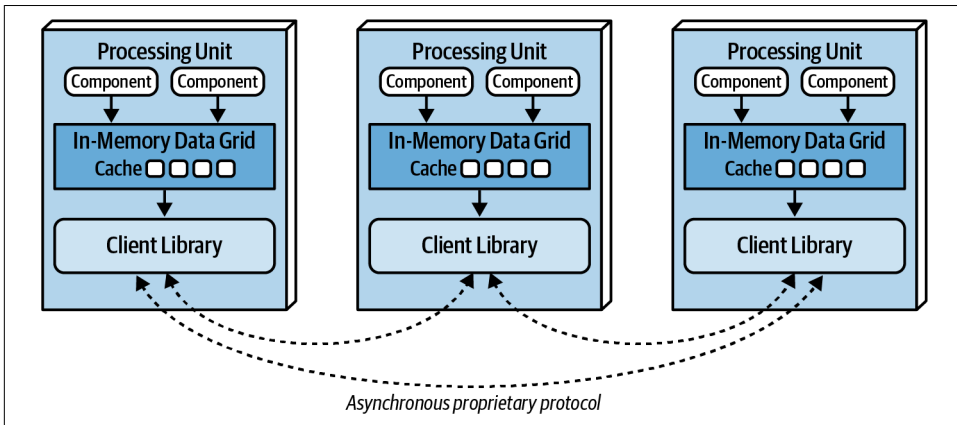 Processing Unit
Component Component
In-Memory Data Grid
Cache
Client Library
Processing Unit
Component Component
In-Memory Data Grid
Cache
Client Library
Processing Unit
Component Component
In-Memory Data Grid
Cache
Client Library
Asynchronous proprietary protocol